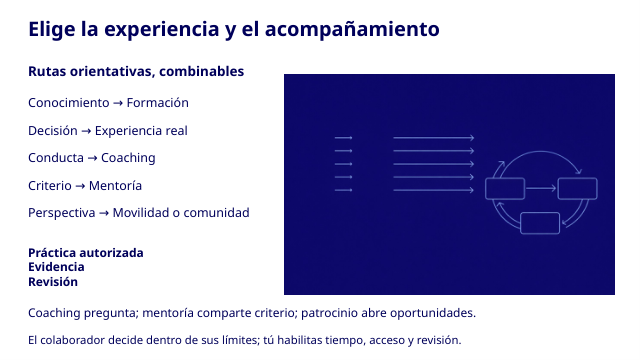 Elige la experiencia y el acompañamiento
Rutas orientativas, combinables
Conocimiento → Formación
Decisión → Experiencia real
Conducta → Coaching
Criterio → Mentoría
Perspectiva → Movilidad o comunidad
Práctica autorizada
Evidencia
Revisión
Coaching pregunta; mentoría comparte criterio; patrocinio abre oportunidades.
El colaborador decide dentro de sus límites; tú habilitas tiempo, acceso y revisión.